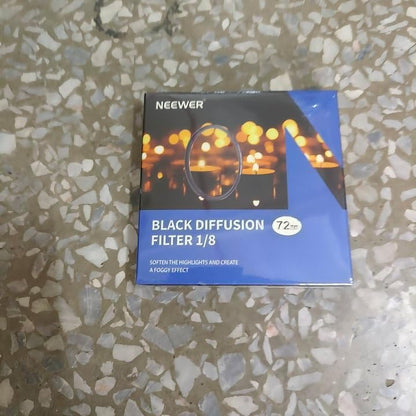 NEEWER
BLACK DIFFUSION
FILTER 1/8
72mm
SOFTEN THE HIGHLIGHTS AND CREATE
A FOGGY EFFECT